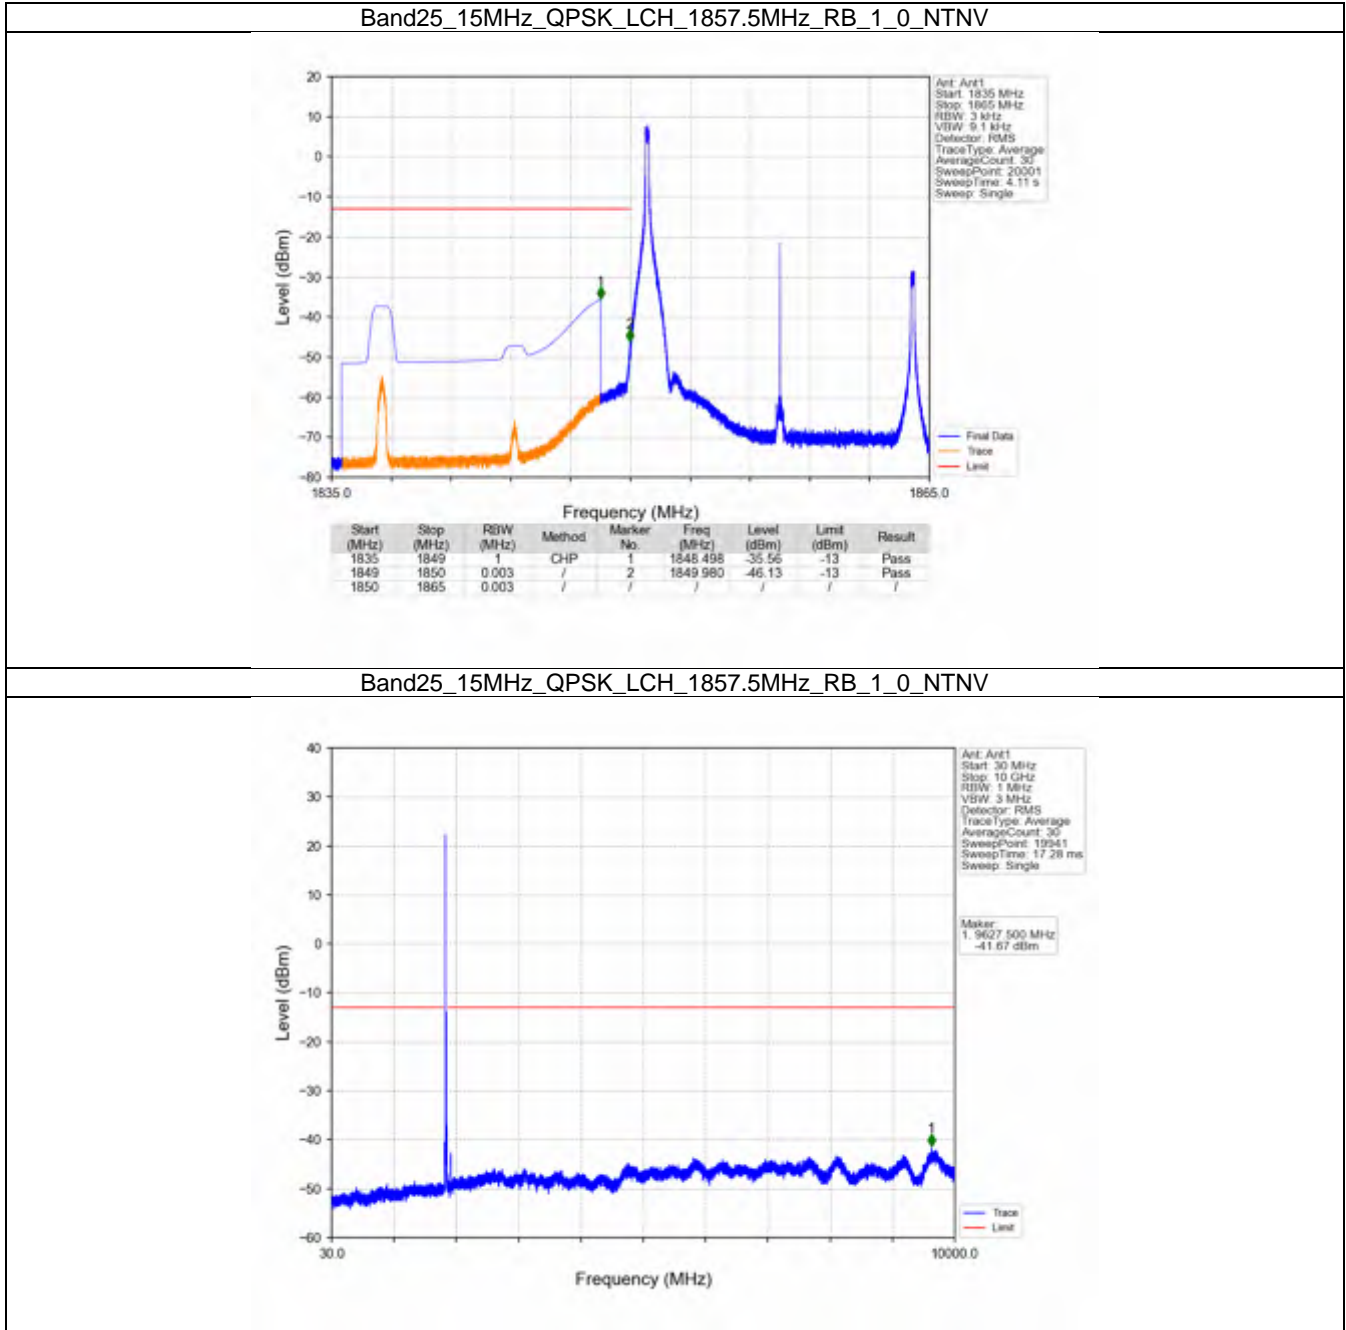 Band25_15MHz_QPSK_LCH_1857.5MHz_RB_1_0_NTNV
20
10
0
−10
−20
−30
−40
−50
−60
−70
−80
Level (dBm)
1
2
1835.0
1865.0
Frequency (MHz)
Ant: Ant1
Start: 1835 MHz
Stop: 1865 MHz
RBW: 3 kHz
VBW: 9.1 kHz
Detector: RMS
TraceType: Average
AverageCount: 30
SweepPoint: 20001
SweepTime: 4.11 s
Sweep: Single
Final Data
Trace
Limit
Start (MHz) Stop (MHz) RBW (MHz) Method Marker No. Freq (MHz) Level (dBm) Limit (dBm) Result
1835 1849 1 CHP 1 1848.498 -35.56 -13 Pass
1849 1850 0.003 / 2 1849.980 -46.13 -13 Pass
1850 1865 0.003 / / / / / /
Band25_15MHz_QPSK_LCH_1857.5MHz_RB_1_0_NTNV
40
30
20
10
0
−10
−20
−30
−40
−50
−60
Level (dBm)
1
30.0
10000.0
Frequency (MHz)
Ant: Ant1
Start: 30 MHz
Stop: 10 GHz
RBW: 1 MHz
VBW: 3 MHz
Detector: RMS
TraceType: Average
AverageCount: 30
SweepPoint: 19941
SweepTime: 17.28 ms
Sweep: Single
Maker:
1. 9627.500 MHz
-41.67 dBm
Trace
Limit